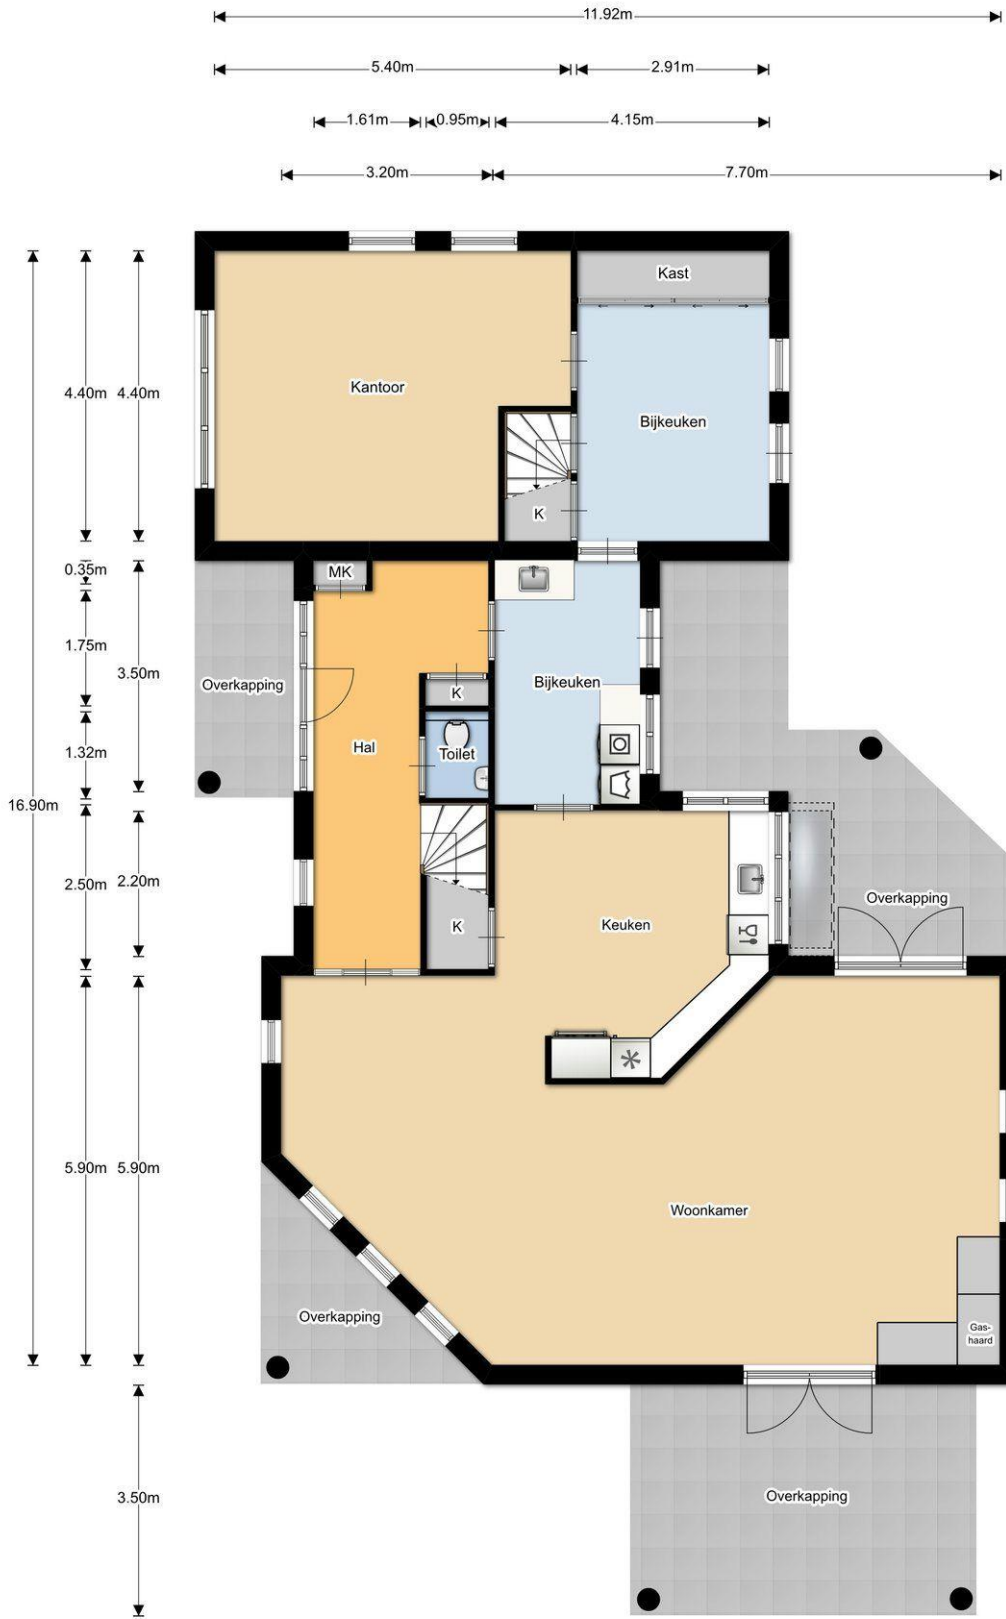 11.92m
5.40m
2.91m
1.61m
0.95m
4.15m
3.20m
7.70m
Kast
4.40m
4.40m
Kantoor
Bijkeuken
K
0.35m
MK
1.75m
3.50m
Overkapping
K
Bijkeuken
Hal
Toilet
1.32m
16.90m
2.50m
2.20m
Overkapping
K
Keuken
5.90m
5.90m
Woonkamer
Overkapping
Gas-
haard
3.50m
Overkapping